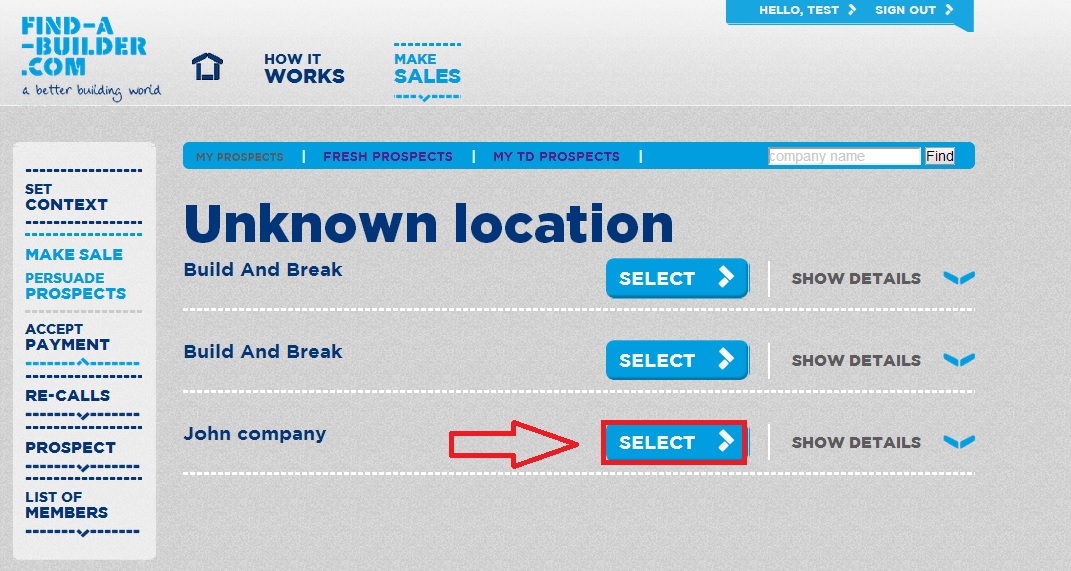 HELLO, TEST SIGN OUT
FIND-A
-BUILDER
.COM
a better building world
HOW IT
WORKS
MAKE
SALES
MY PROSPECTS | FRESH PROSPECTS | MY TD PROSPECTS |
company name Find
SET
CONTEXT
MAKE SALE
PERSUADE
PROSPECTS
ACCEPT
PAYMENT
RE-CALLS
PROSPECT
LIST OF
MEMBERS
Unknown location
Build And Break SELECT SHOW DETAILS
Build And Break SELECT SHOW DETAILS
John company SELECT SHOW DETAILS